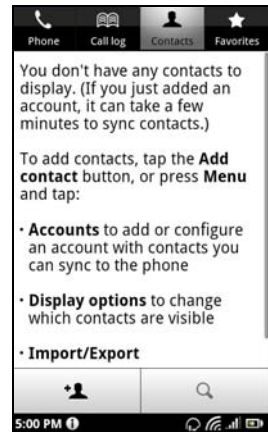 Phone Call log Contacts Favorites
You don't have any contacts to
display. (If you just added an
account, it can take a few
minutes to sync contacts.)
To add contacts, tap the Add
contact button, or press Menu
and tap:
· Accounts to add or configure
an account with contacts you
can sync to the phone
· Display options to change
which contacts are visible
· Import/Export
5:00 PM